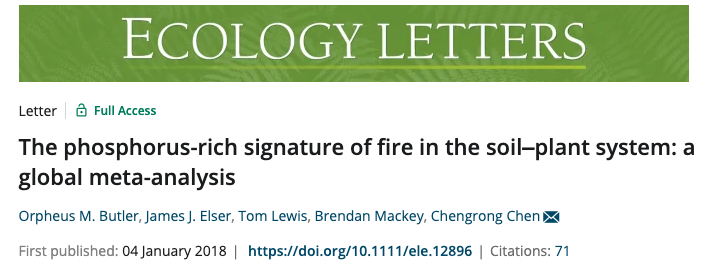 ECOLOGY LETTERS
Letter | Full Access
The phosphorus-rich signature of fire in the soil–plant system: a
global meta-analysis
Orpheus M. Butler, James J. Elser, Tom Lewis, Brendan Mackey, Chengrong Chen
First published: 04 January 2018 | https://doi.org/10.1111/ele.12896 | Citations: 71